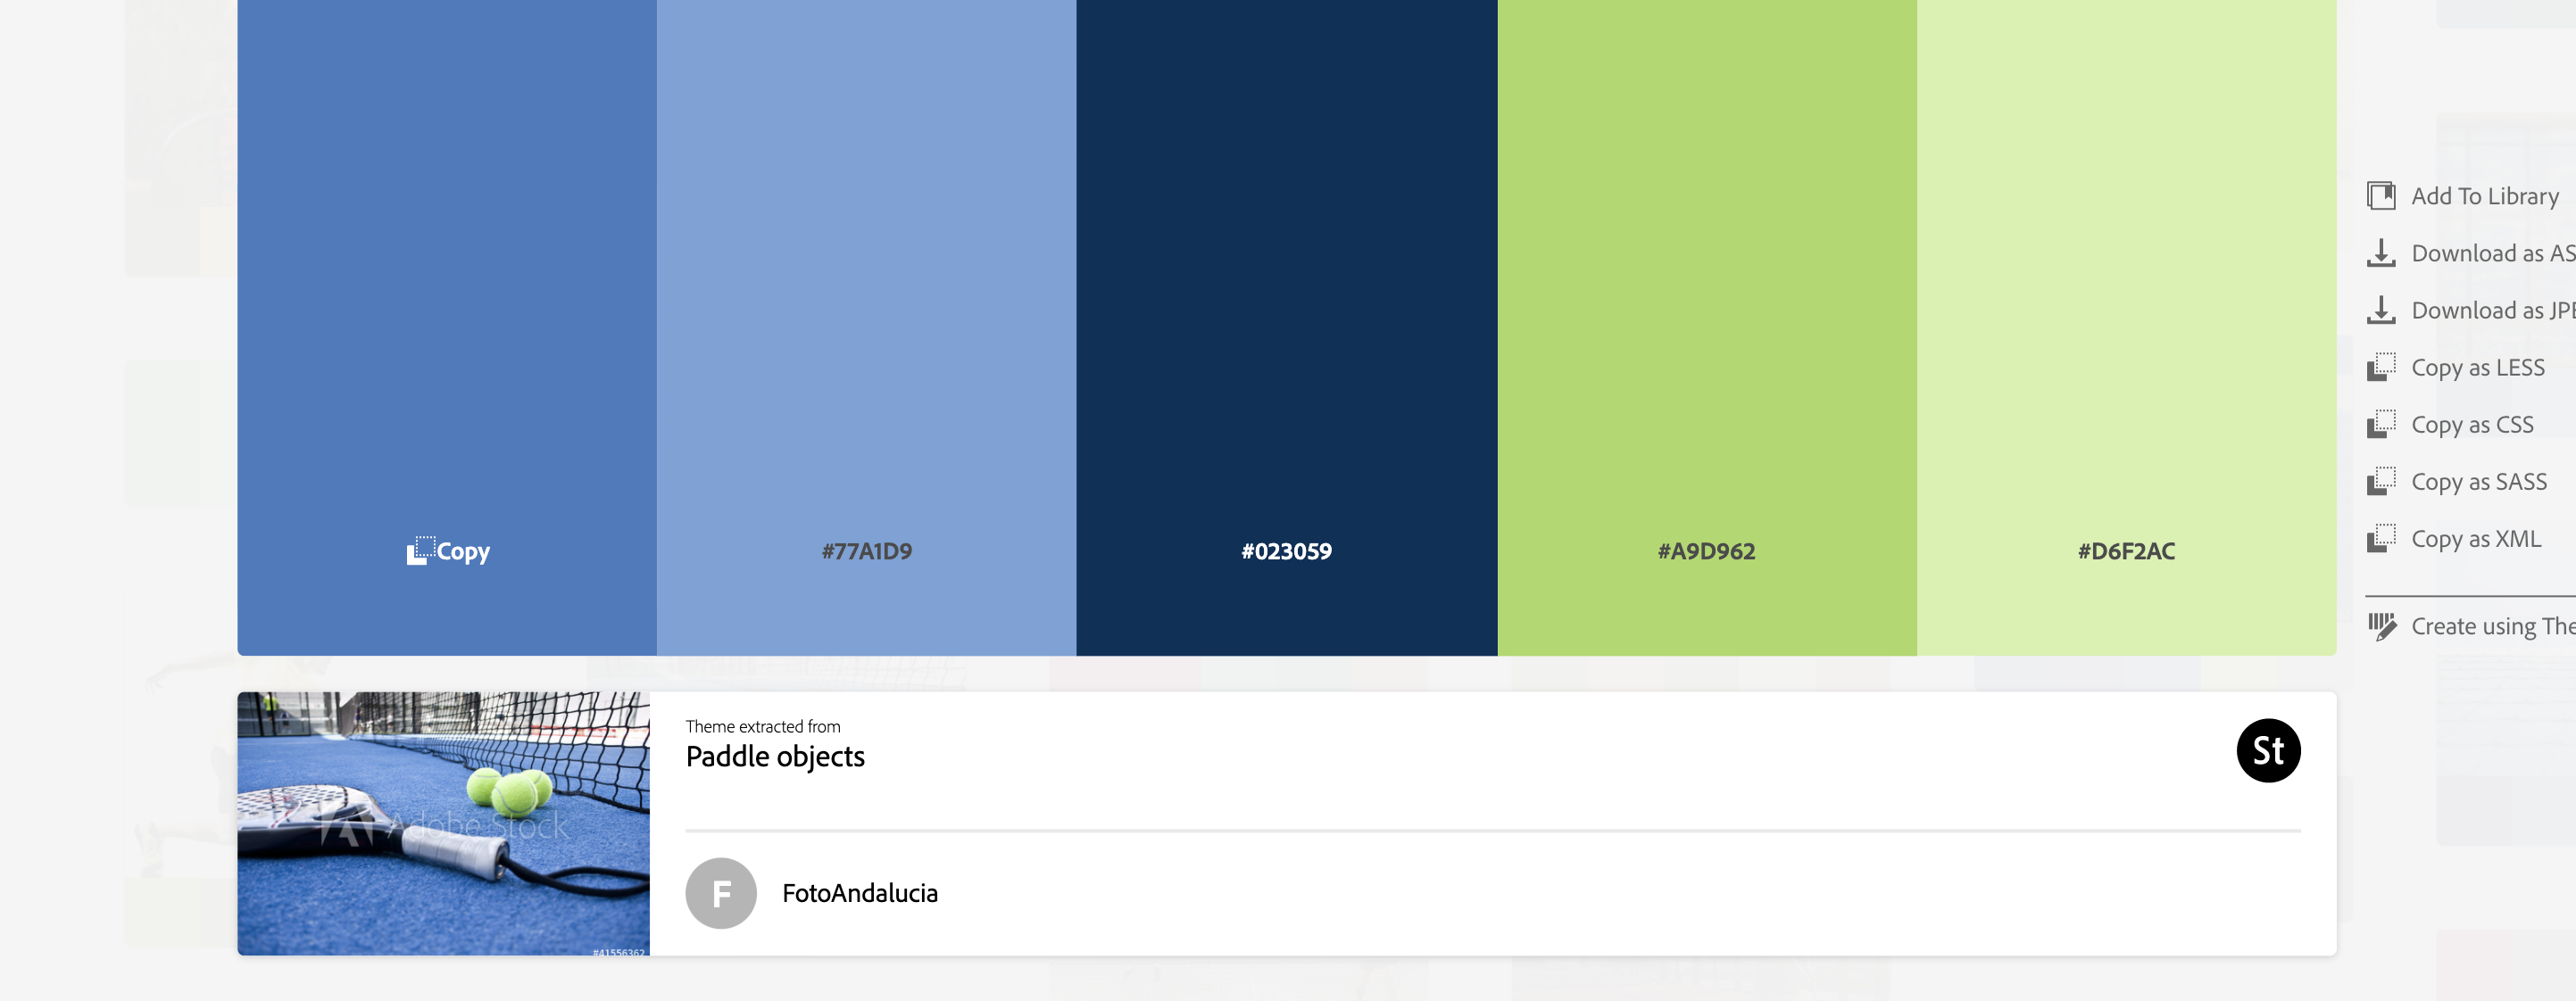 Copy
#77A1D9
#023059
#A9D962
#D6F2AC
Add To Library
Download as AS
Download as JPE
Copy as LESS
Copy as CSS
Copy as SASS
Copy as XML
Create using The
Theme extracted from
Paddle objects
St
Adobe Stock
#41556362
F
FotoAndalucia